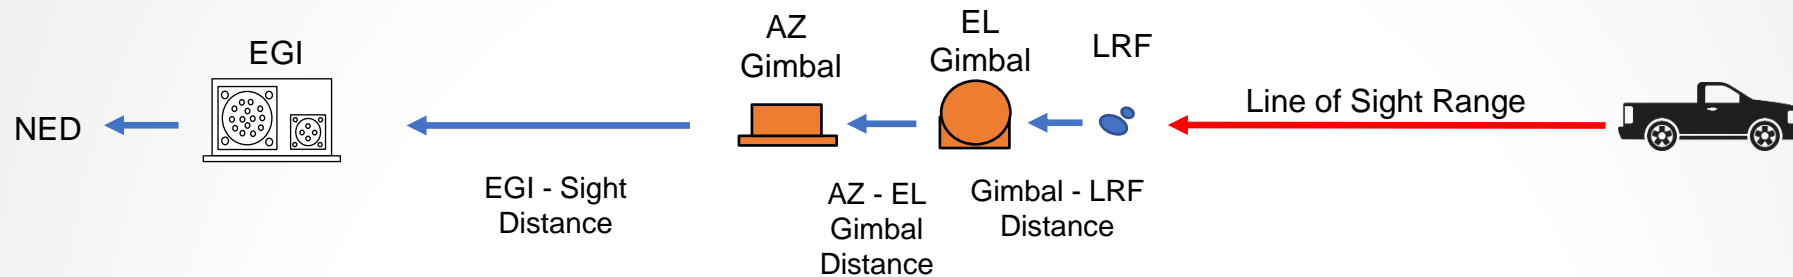 NED
EGI
EGI - Sight
Distance
AZ
Gimbal
AZ - EL
Gimbal
Distance
EL
Gimbal
Gimbal - LRF
Distance
LRF
Line of Sight Range